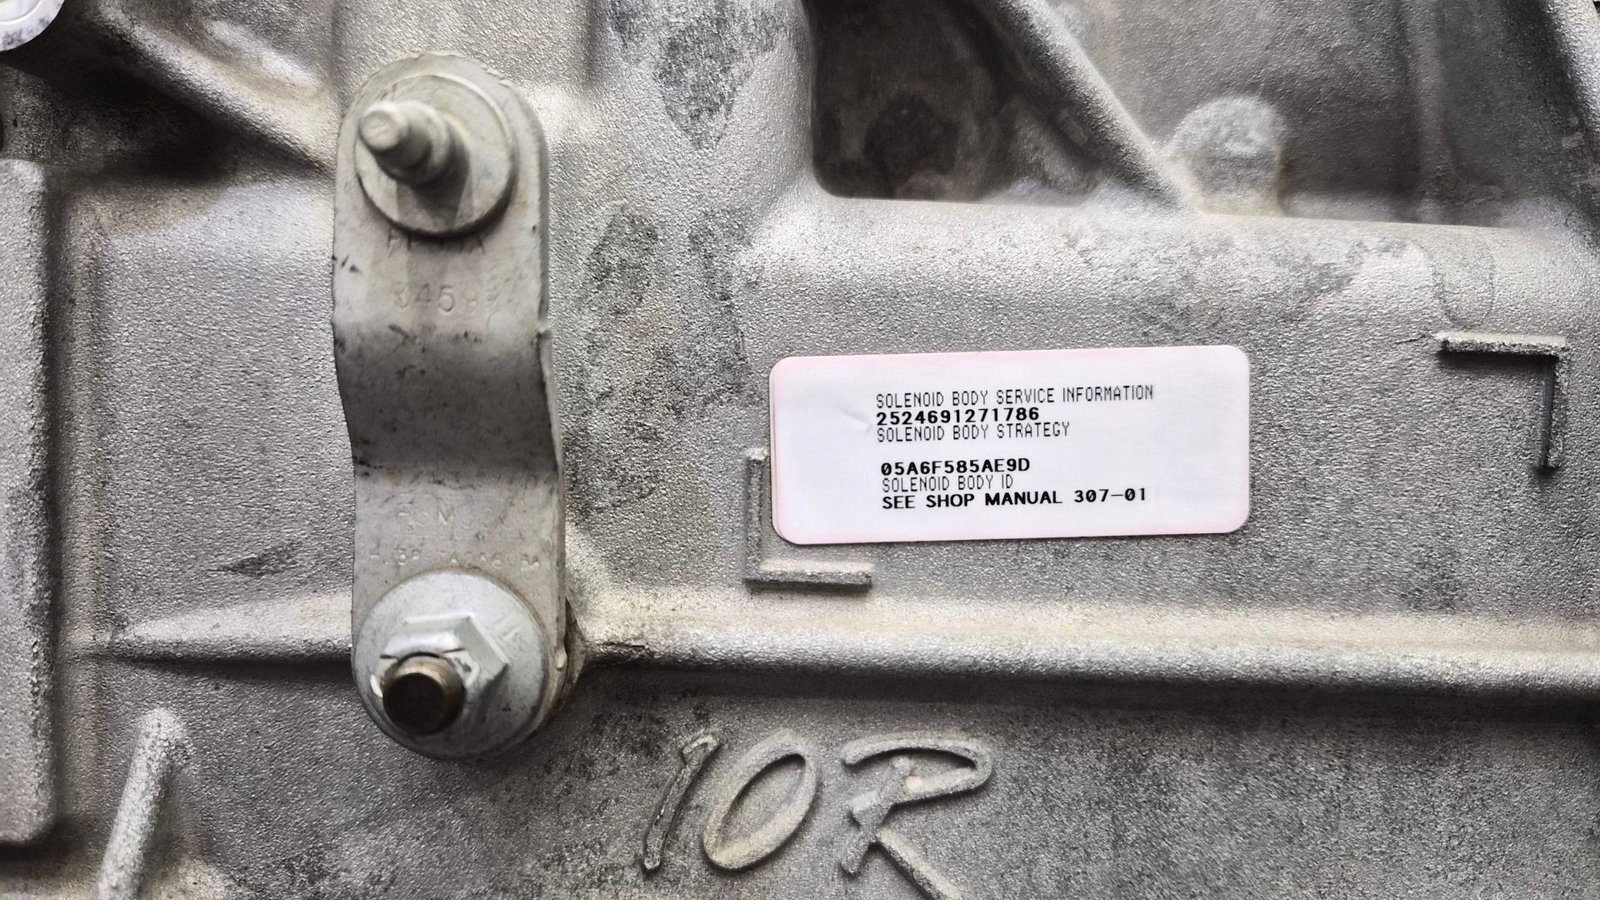 SOLENOID BODY SERVICE INFORMATION
2524691271786
SOLENOID BODY STRATEGY
05A6F585AE9D
SOLENOID BODY ID
SEE SHOP MANUAL 307-01
10R